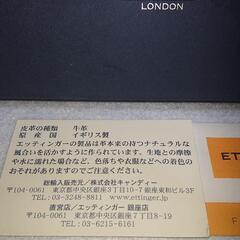 LONDON
皮革の種類　牛革
原産国　イギリス製
エッティンガーの製品は革本来の持つナチュラルな
風合いを活かすように作られています。生地との摩擦
や水に濡れた場合など、色落ちや衣服などへの着色の
おそれがありますのでご注意下さい。
総輸入販売元／株式会社キャンディー
〒104-0061　東京都中央区銀座7-10-7 銀座東和ビル3F
TEL 03-3248-8811　www.ettinger.jp
直営店／エッティンガー 銀座店
〒104-0061　東京都中央区銀座7丁目8-19
TEL 03-6215-6161
ET
F